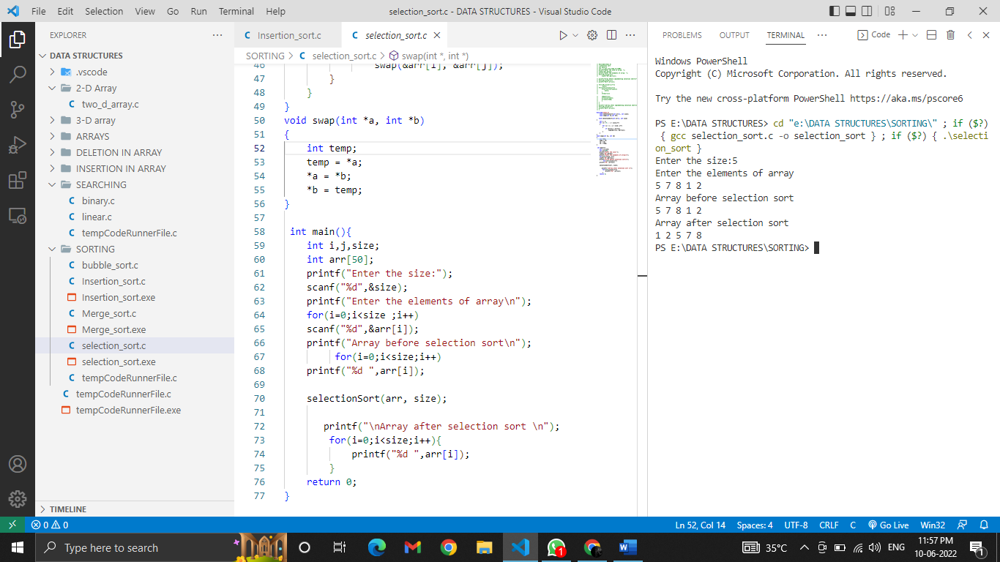 File Edit Selection View Go Run Terminal Help selection_sort.c - DATA STRUCTURES - Visual Studio Code
EXPLORER
DATA STRUCTURES
.vscode
2-D Array
two_d_array.c
3-D array
ARRAYS
DELETION IN ARRAY
INSERTION IN ARRAY
SEARCHING
binary.c
linear.c
tempCodeRunnerFile.c
SORTING
bubble_sort.c
Insertion_sort.c
Insertion_sort.exe
Merge_sort.c
Merge_sort.exe
selection_sort.c
selection_sort.exe
tempCodeRunnerFile.c
tempCodeRunnerFile.c
tempCodeRunnerFile.exe
TIMELINE
Insertion_sort.c selection_sort.c
SORTING > C selection_sort.c > swap(int *, int *)
46 swap(&arr[i], &arr[j]);
47 }
48 }
49 }
50 void swap(int *a, int *b)
51 {
52 int temp;
53 temp = *a;
54 *a = *b;
55 *b = temp;
56 }
57
58 int main(){
59 int i,j,size;
60 int arr[50];
61 printf("Enter the size:");
62 scanf("%d",&size);
63 printf("Enter the elements of array\n");
64 for(i=0;i<size ;i++)
65 scanf("%d",&arr[i]);
66 printf("Array before selection sort\n");
67 for(i=0;i<size;i++)
68 printf("%d ",arr[i]);
69
70 selectionSort(arr, size);
71
72 printf("\nArray after selection sort \n");
73 for(i=0;i<size;i++){
74 printf("%d ",arr[i]);
75 }
76 return 0;
77 }
PROBLEMS OUTPUT TERMINAL Code
Windows PowerShell
Copyright (C) Microsoft Corporation. All rights reserved.
Try the new cross-platform PowerShell https://aka.ms/pscore6
PS E:\DATA STRUCTURES> cd "e:\DATA STRUCTURES\SORTING\" ; if ($?)
{ gcc selection_sort.c -o selection_sort } ; if ($?) { .\selecti
on_sort }
Enter the size:5
Enter the elements of array
5 7 8 1 2
Array before selection sort
5 7 8 1 2
Array after selection sort
1 2 5 7 8
PS E:\DATA STRUCTURES\SORTING>
0 0 Ln 52, Col 14 Spaces: 4 UTF-8 CRLF C Go Live Win32
Type here to search 1 35°C ENG 11:57 PM
10-06-2022 1